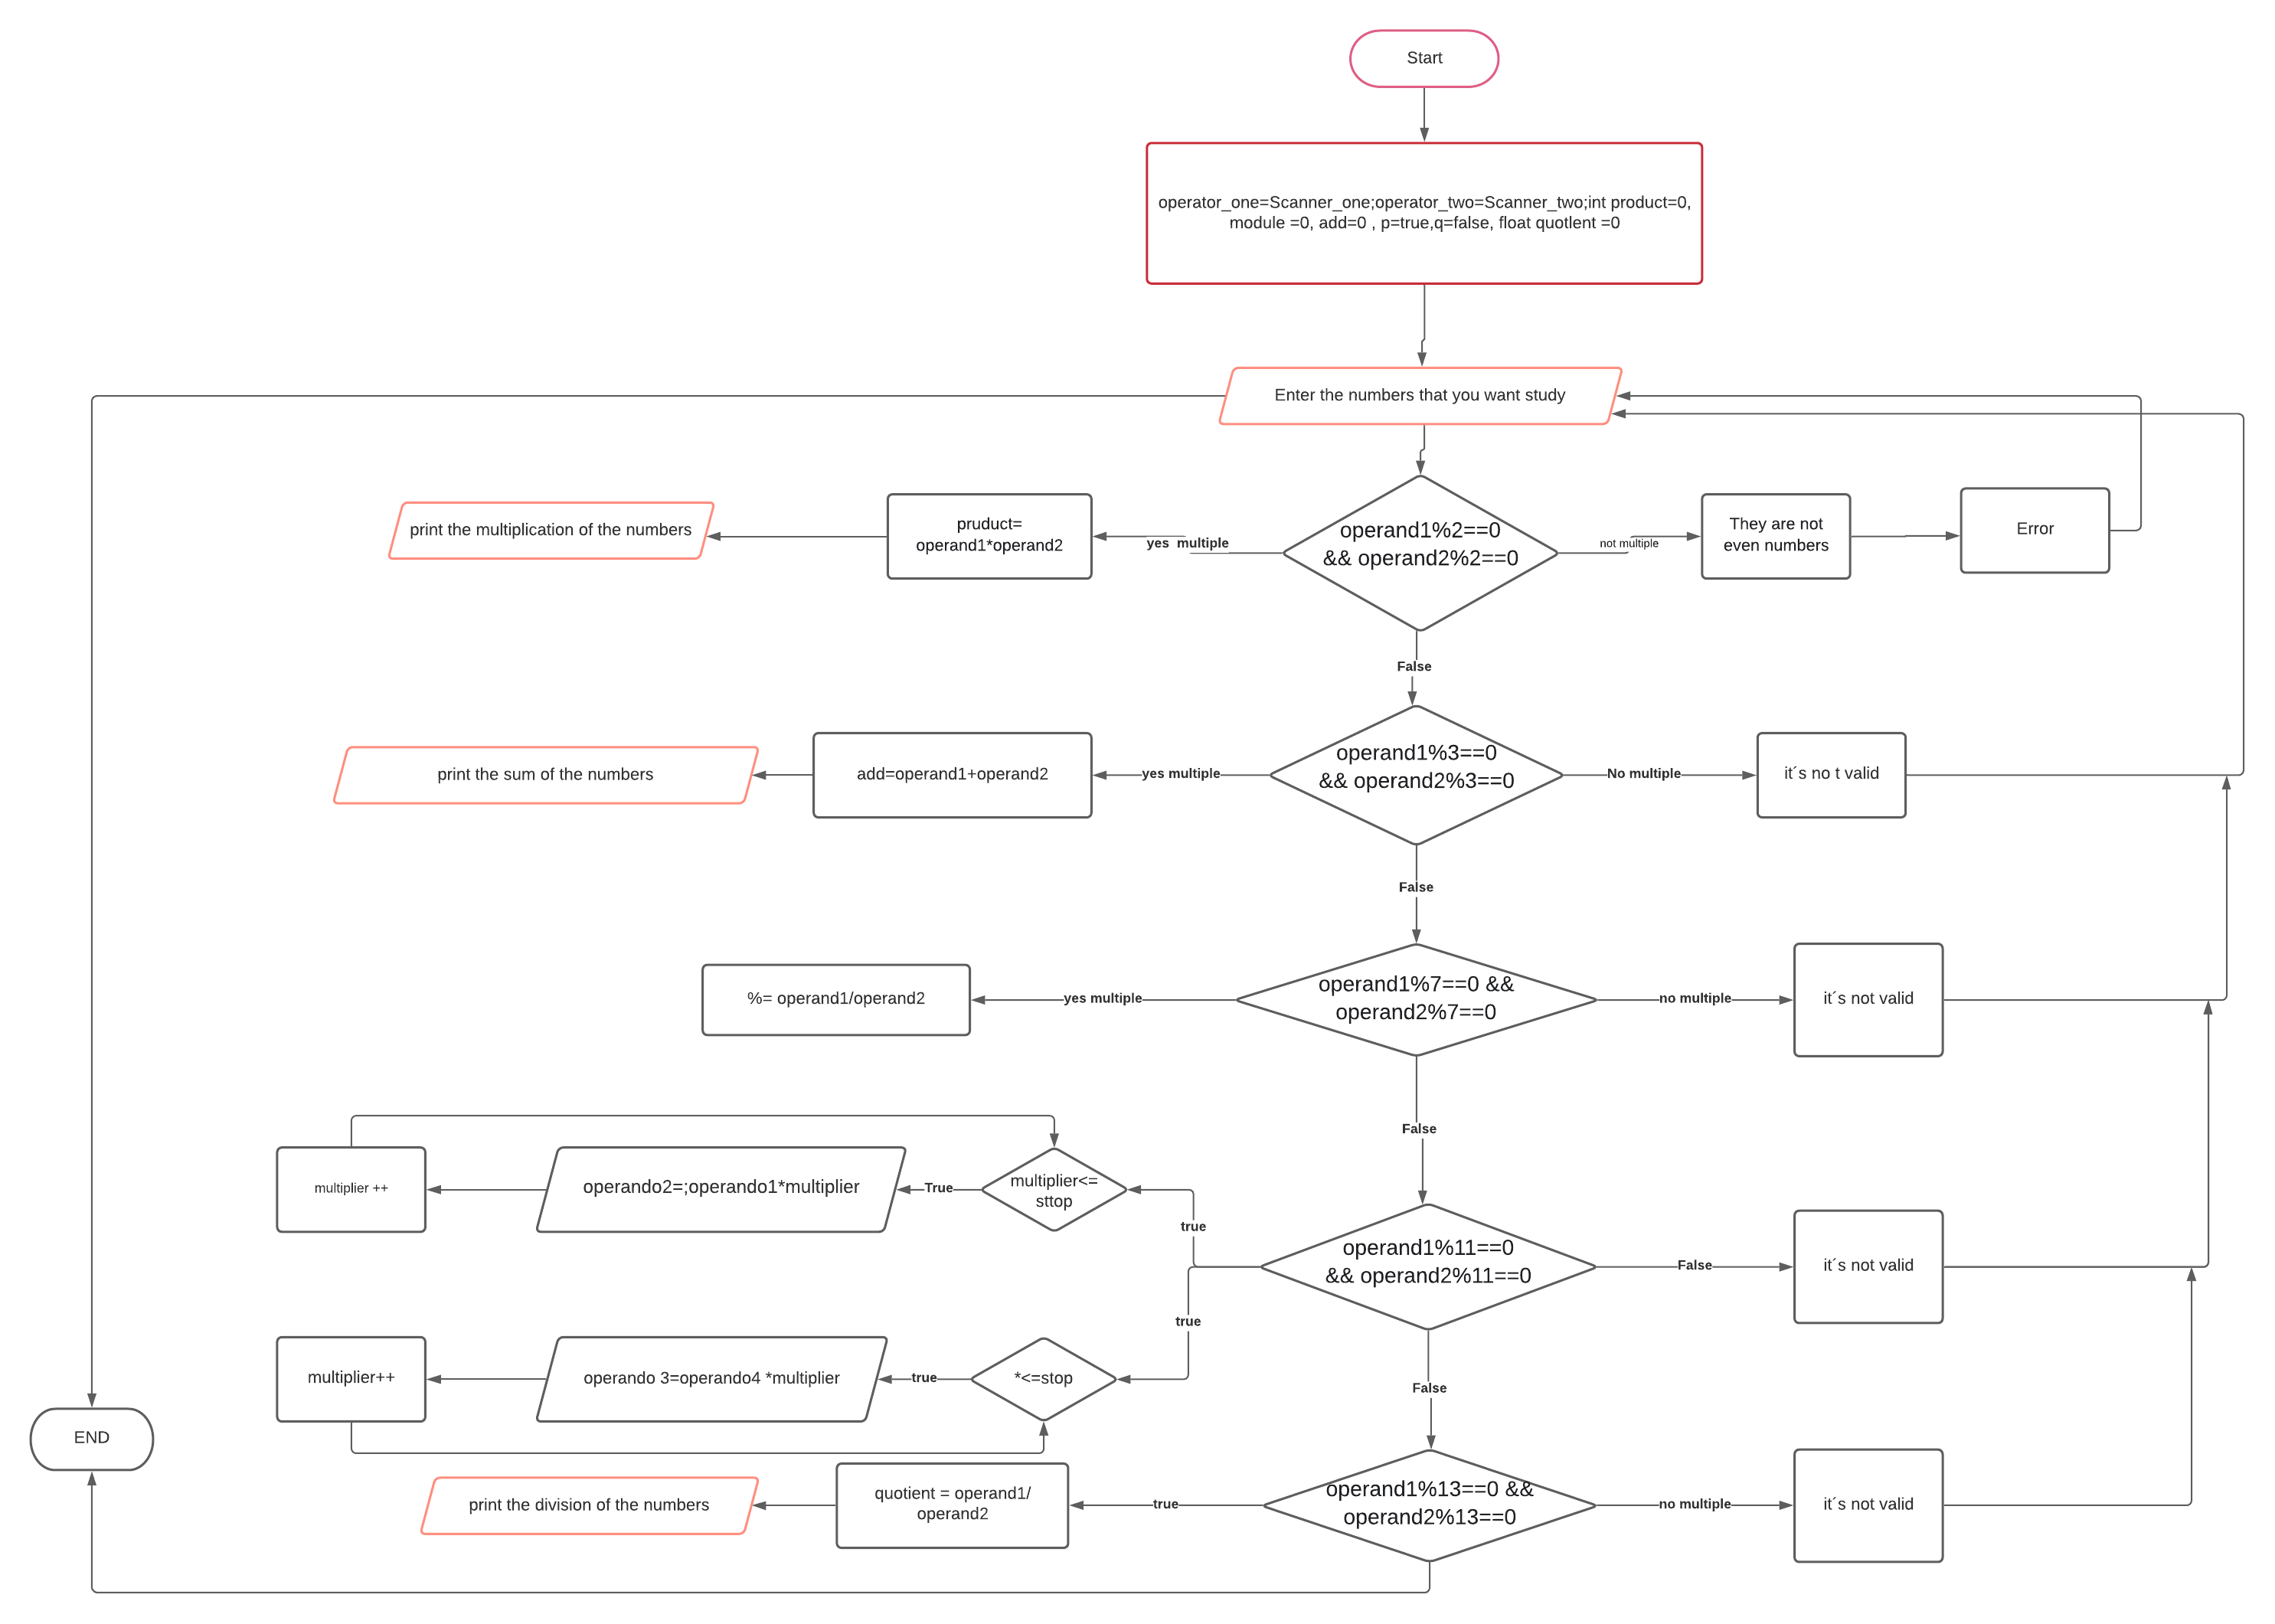 Start
operator_one=Scanner_one;operator_two=Scanner_two;int product=0,
module =0, add=0 , p=true,q=false, float quotlent =0
Enter the numbers that you want study
print the multiplication of the numbers
pruduct=
operand1*operand2
yes  multiple
operand1%2==0
&& operand2%2==0
not multiple
They are not
even numbers
Error
False
print the sum of the numbers
add=operand1+operand2
yes multiple
operand1%3==0
&& operand2%3==0
No multiple
it´s no t valid
False
%= operand1/operand2
yes multiple
operand1%7==0 &&
operand2%7==0
no multiple
it´s not valid
False
multiplier ++
operando2=;operando1*multiplier
True
multiplier<=
sttop
true
operand1%11==0
&& operand2%11==0
False
it´s not valid
true
multiplier++
operando 3=operando4 *multiplier
true
*<=stop
False
END
print the division of the numbers
quotient = operand1/
operand2
true
operand1%13==0 &&
operand2%13==0
no multiple
it´s not valid